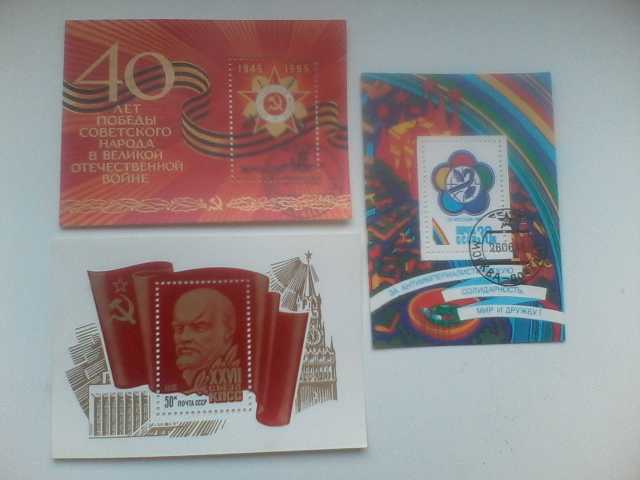 1945 1985
40
ЛЕТ
ПОБЕДЫ
СОВЕТСКОГО
НАРОДА
В ВЕЛИКОЙ
ОТЕЧЕСТВЕННОЙ
ВОЙНЕ
ЗА АНТИИМПЕРИАЛИСТИЧЕСКУЮ
СОЛИДАРНОСТЬ,
МИР И ДРУЖБУ!
XXVII
СЪЕЗД
КПСС
50К ПОЧТА СССР